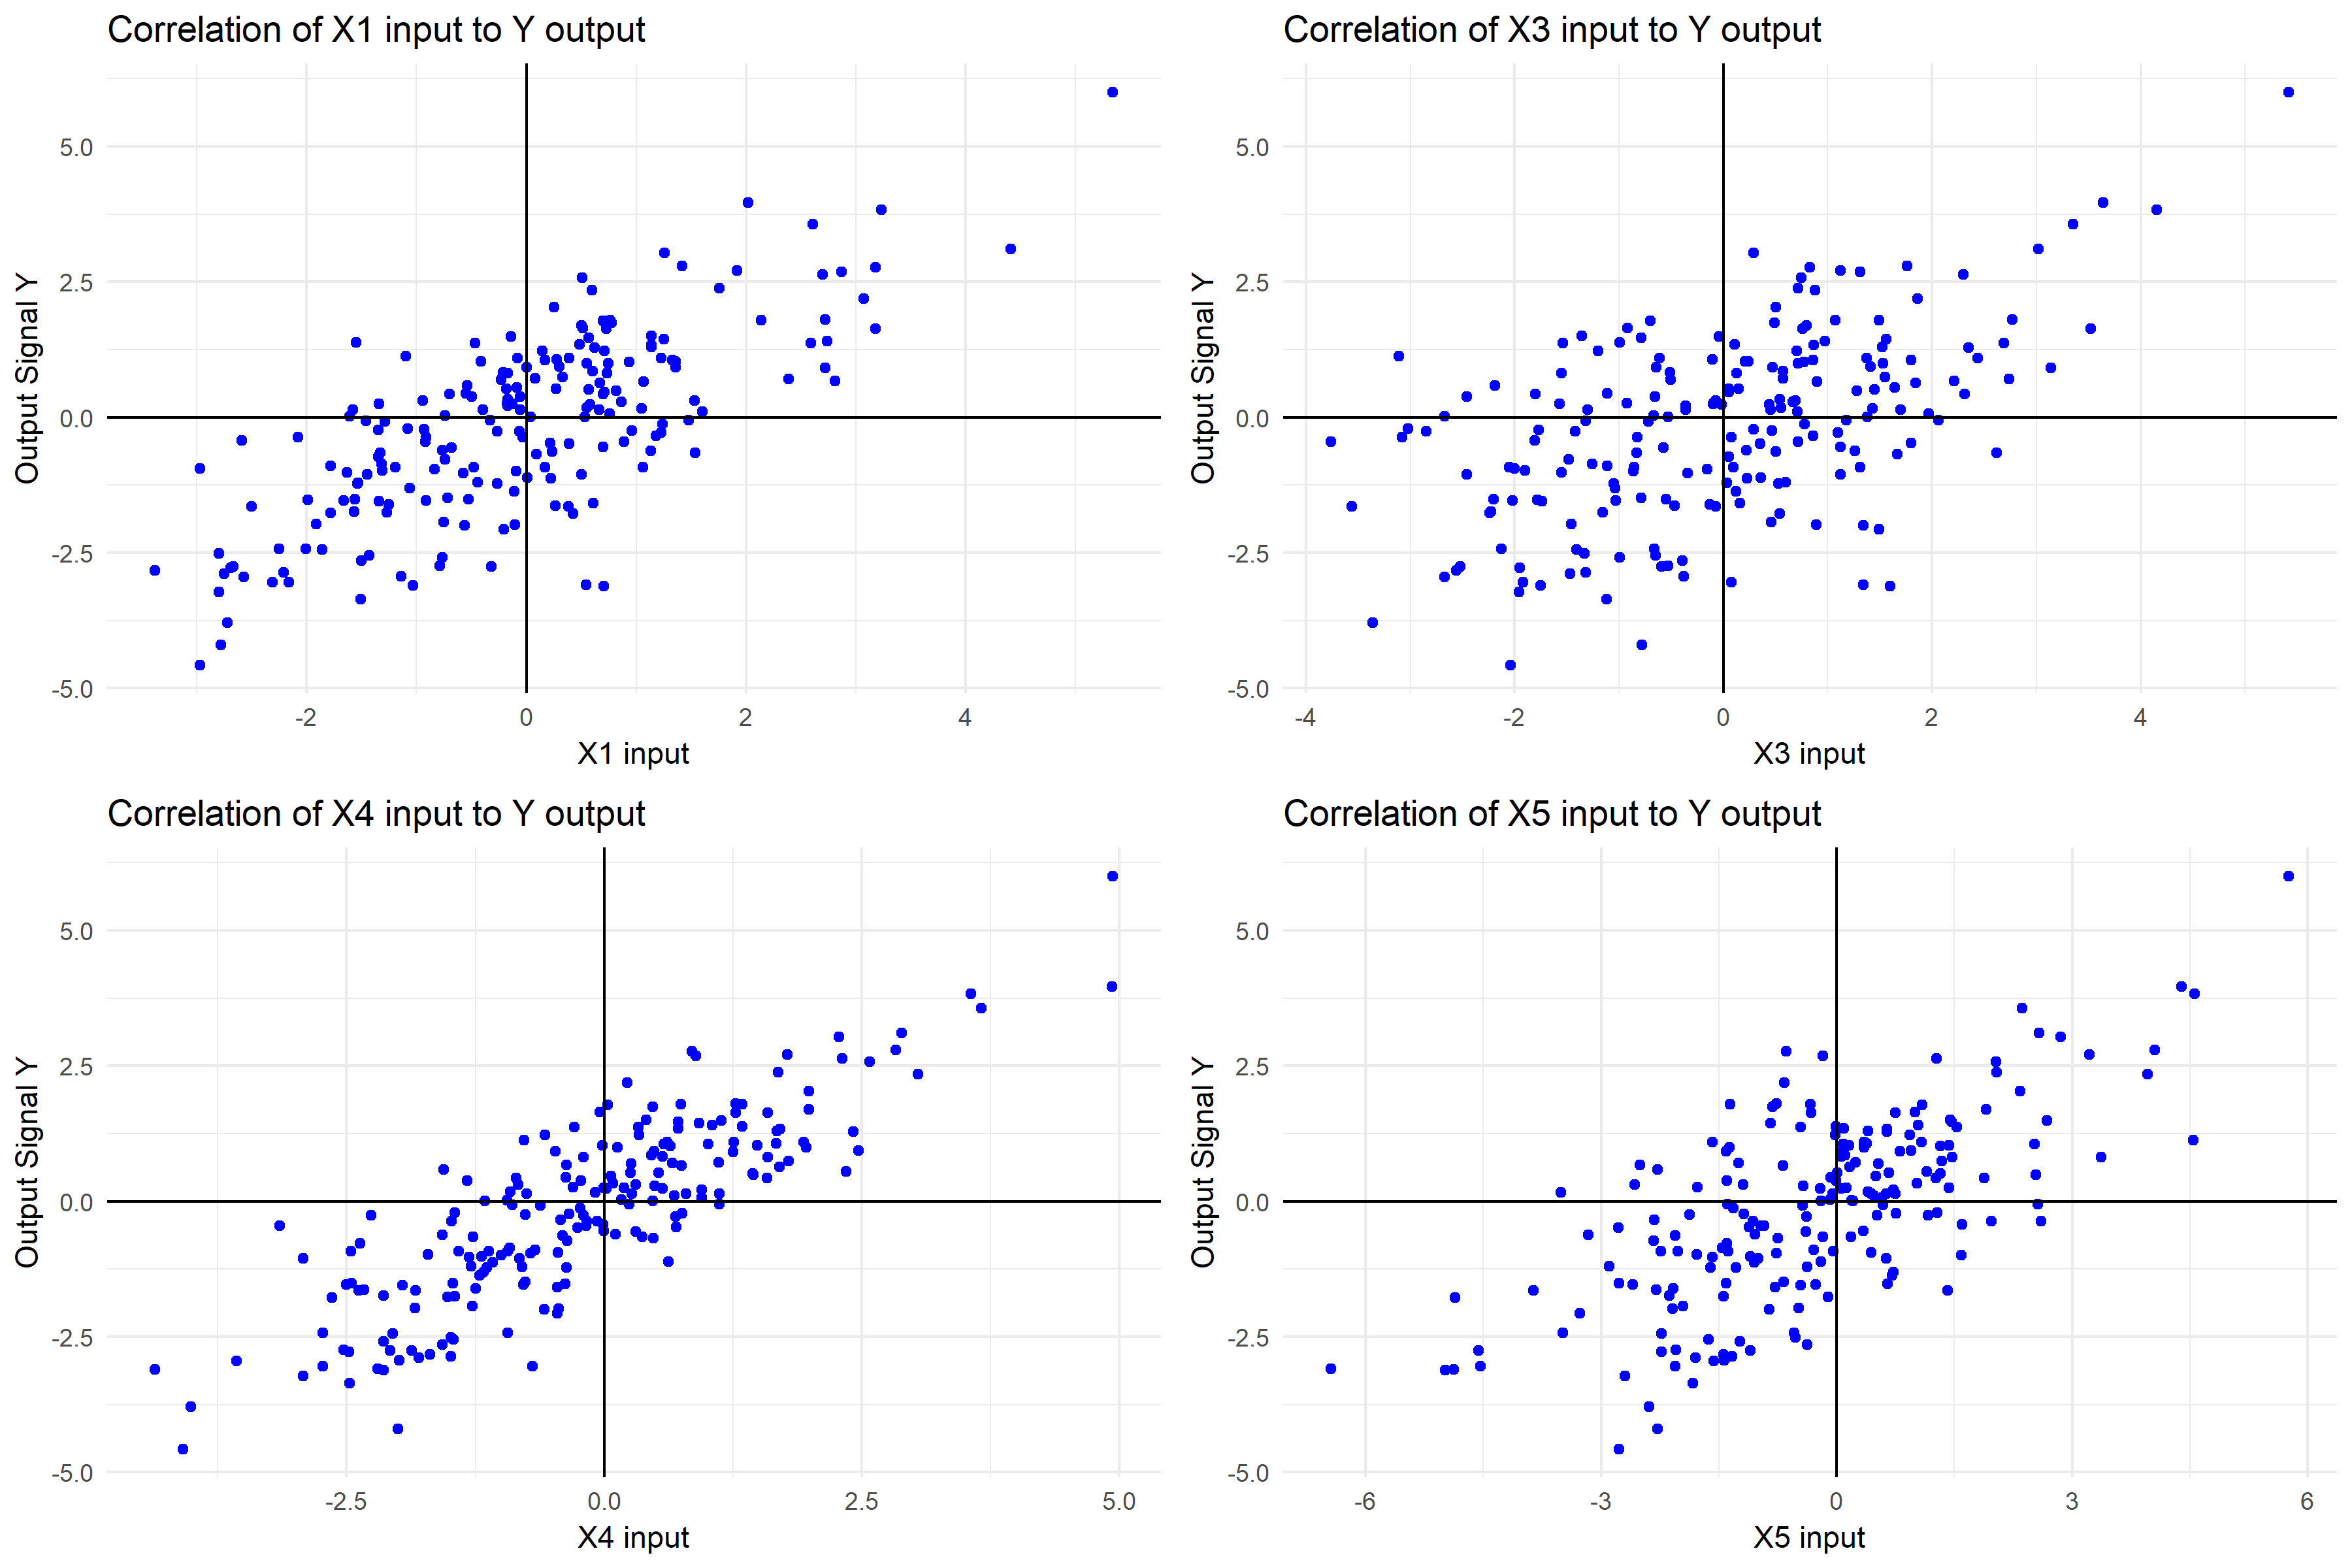 Correlation of X1 input to Y output
Output Signal Y
5.0
2.5
0.0
-2.5
-5.0
-2 0 2 4
X1 input
Correlation of X3 input to Y output
Output Signal Y
5.0
2.5
0.0
-2.5
-5.0
-4 -2 0 2 4
X3 input
Correlation of X4 input to Y output
Output Signal Y
5.0
2.5
0.0
-2.5
-5.0
-2.5 0.0 2.5 5.0
X4 input
Correlation of X5 input to Y output
Output Signal Y
5.0
2.5
0.0
-2.5
-5.0
-6 -3 0 3 6
X5 input